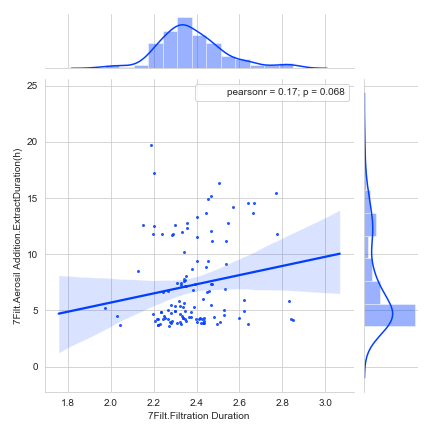 pearsonr = 0.17; p = 0.068
25
20
15
10
5
0
7Filt.Aerosil Addition.ExtractDuration(h)
1.8 2.0 2.2 2.4 2.6 2.8 3.0
7Filt.Filtration Duration